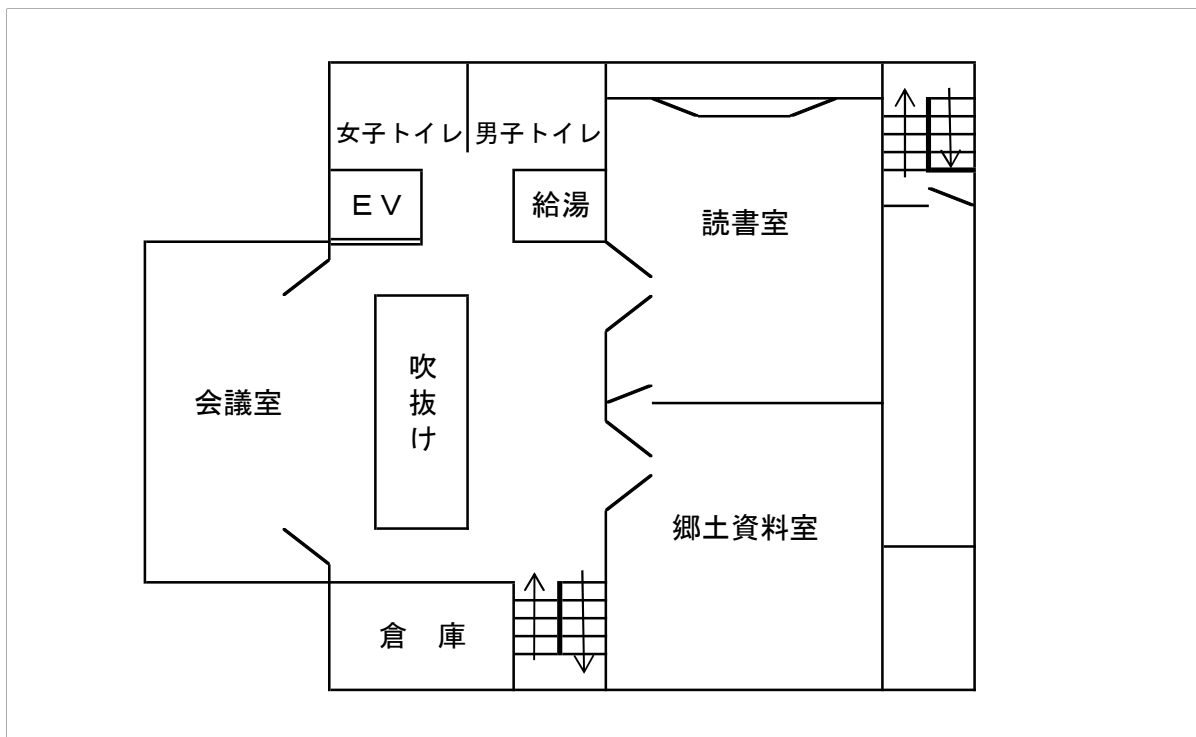 女子トイレ
男子トイレ
ＥＶ
給湯
読書室
吹抜け
会議室
郷土資料室
倉　庫